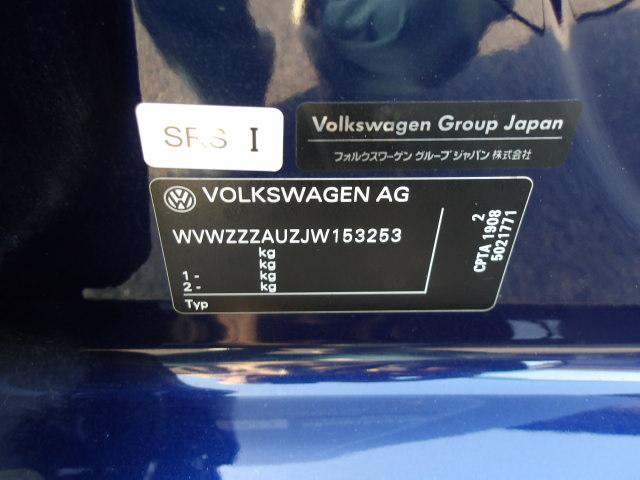 SRS I
Volkswagen Group Japan
フォルクスワーゲン グループ ジャパン 株式会社
VOLKSWAGEN AG
WVWZZZAUZJW153253
kg
kg
1 - kg
2 - kg
Typ
2
CPTA 1908
5021771